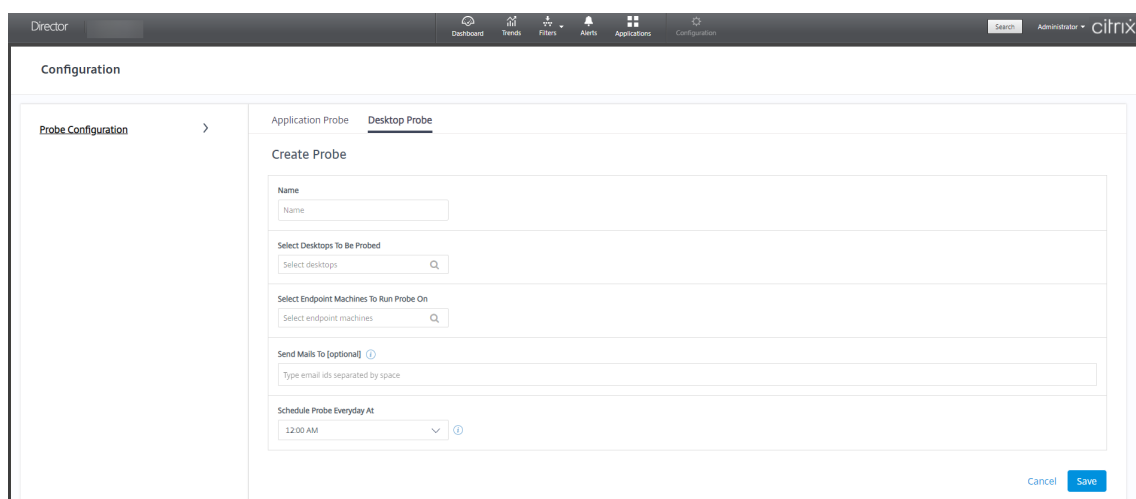 Director
Dashboard
Trends
Filters
Alerts
Applications
Configuration
Search
Administrator
citrix
Configuration
Probe Configuration
Application Probe
Desktop Probe
Create Probe
Name
Name
Select Desktops To Be Probed
Select desktops
Select Endpoint Machines To Run Probe On
Select endpoint machines
Send Mails To [optional]
Type email ids separated by space
Schedule Probe Everyday At
12:00 AM
Cancel
Save